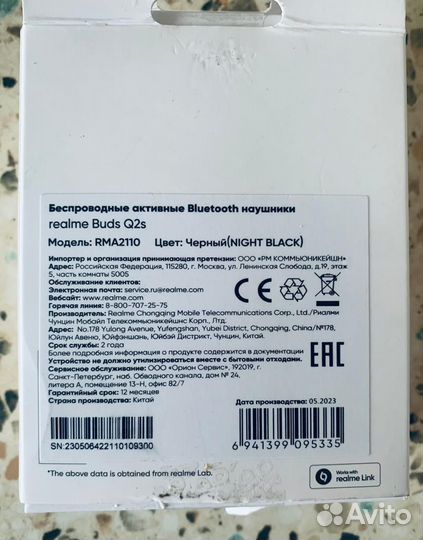 Беспроводные активные Bluetooth наушники
realme Buds Q2s
Модель: RMA2110 Цвет: Черный(NIGHT BLACK)
Импортер и организация принимающая претензии: ООО «РМ КОММЬЮНИКЕЙШН»
Адрес: Российская Федерация, 115280, г. Москва, ул. Ленинская Слобода, д.19, этаж
5, часть комнаты 5005
Гарантийное обслуживание:
Электронная почта: service.ru@realme.com
Вебсайт: www.realme.com
Горячая линия: 8-800-707-25-75
Производитель: Realme Chongqing Mobile Telecommunications Corp., Ltd./Риалми
Чунцин Мобайл Телекоммьюникейшнс Корп., Лтд.
Адрес: No.178 Yulong Avenue, Yufengshan, Yubei District, Chongqing, China/№178,
Юйлун Авеню, Юйфэншань, Юйбэй Дистрикт, Чунцин, Китай.
Срок службы: 2 года
Более подробная информация о продукте содержится в документации
Устройство не должно утилизироваться вместе с бытовыми отходами.
Утилизация: ООО «Орион Сервис», 192019, г.
Санкт-Петербург, наб. Обводного канала, дом № 24,
литера А, помещение 13-Н, офис 82/7
Гарантийный срок: 12 месяцев
Страна производства: Китай
CE
EAC
Дата производства: 05.2023
SN:230506422110109300
6 941399 095335
*The above data is obtained from realme Lab.
Works with
realme Link
Avito